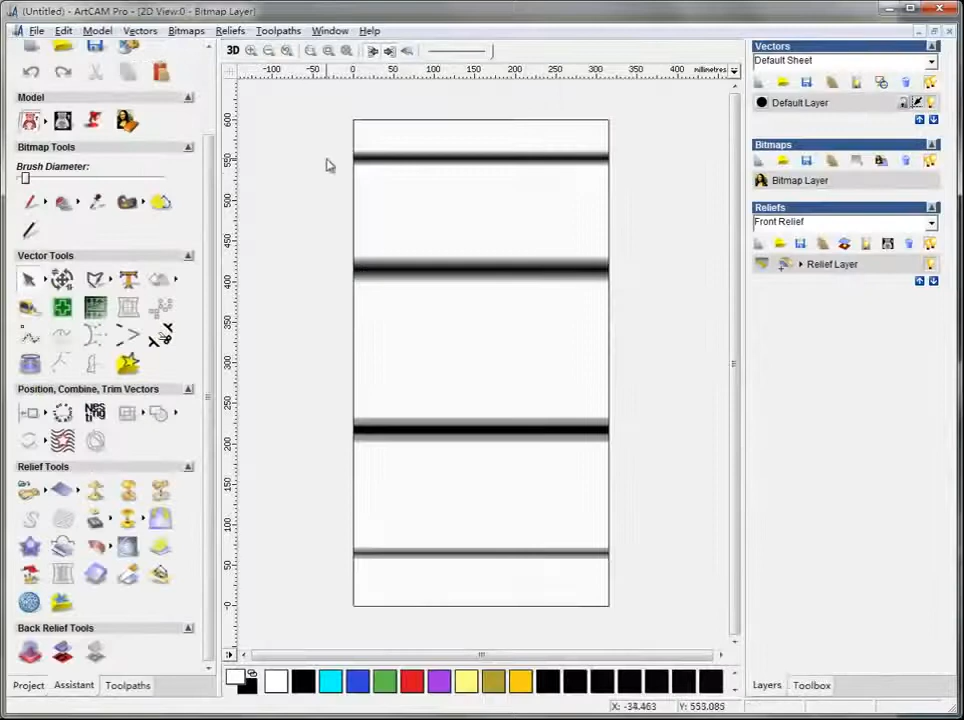 (Untitled) - ArtCAM Pro - [2D View:0 - Bitmap Layer]
File Edit Model Vectors Bitmaps Reliefs Toolpaths Window Help
3D
-100 -50 0 50 100 150 200 250 300 350 400 millimetres
600
550
500
450
400
350
300
250
200
150
100
50
-0
Model
Bitmap Tools
Brush Diameter:
Vector Tools
Position, Combine, Trim Vectors
Relief Tools
Back Relief Tools
Project Assistant Toolpaths
Vectors
Default Sheet
Default Layer
Bitmaps
Bitmap Layer
Reliefs
Front Relief
Relief Layer
Layers Toolbox
X: -34.463 Y: 553.085